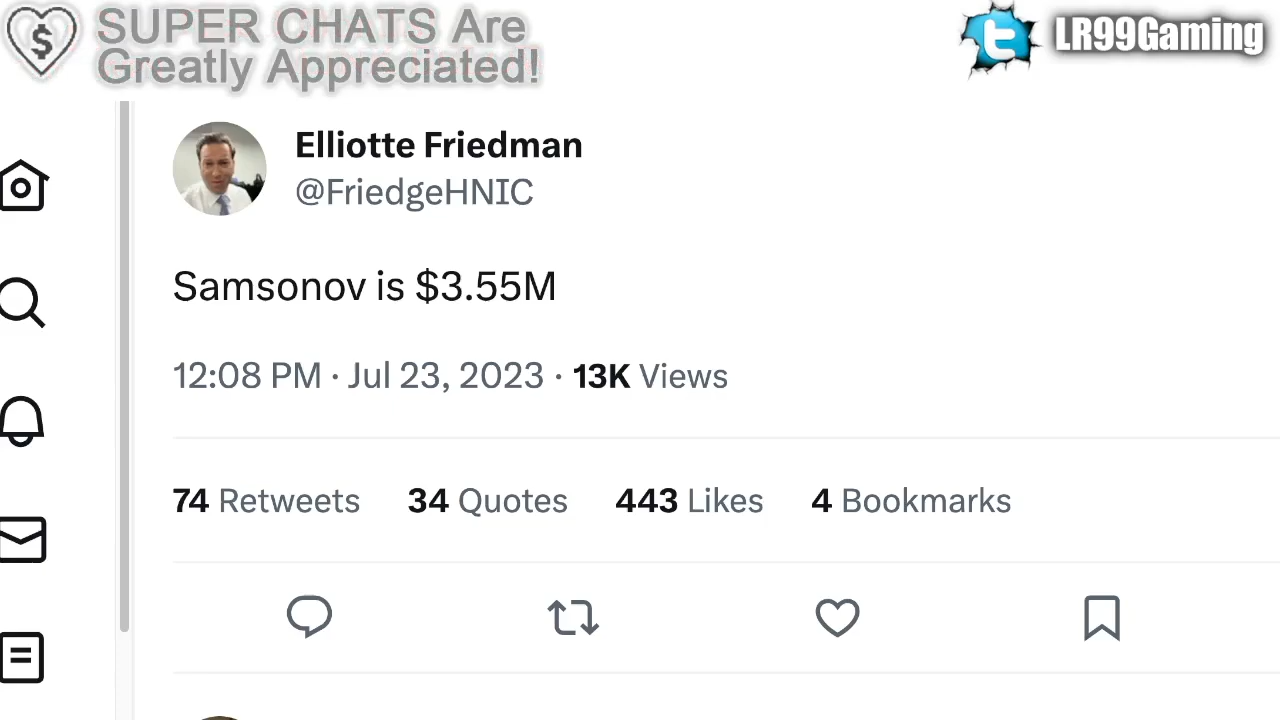 SUPER CHATS Are
Greatly Appreciated!
LR99Gaming
Elliotte Friedman
@FriedgeHNIC
Samsonov is $3.55M
12:08 PM · Jul 23, 2023 · 13K Views
74 Retweets 34 Quotes 443 Likes 4 Bookmarks